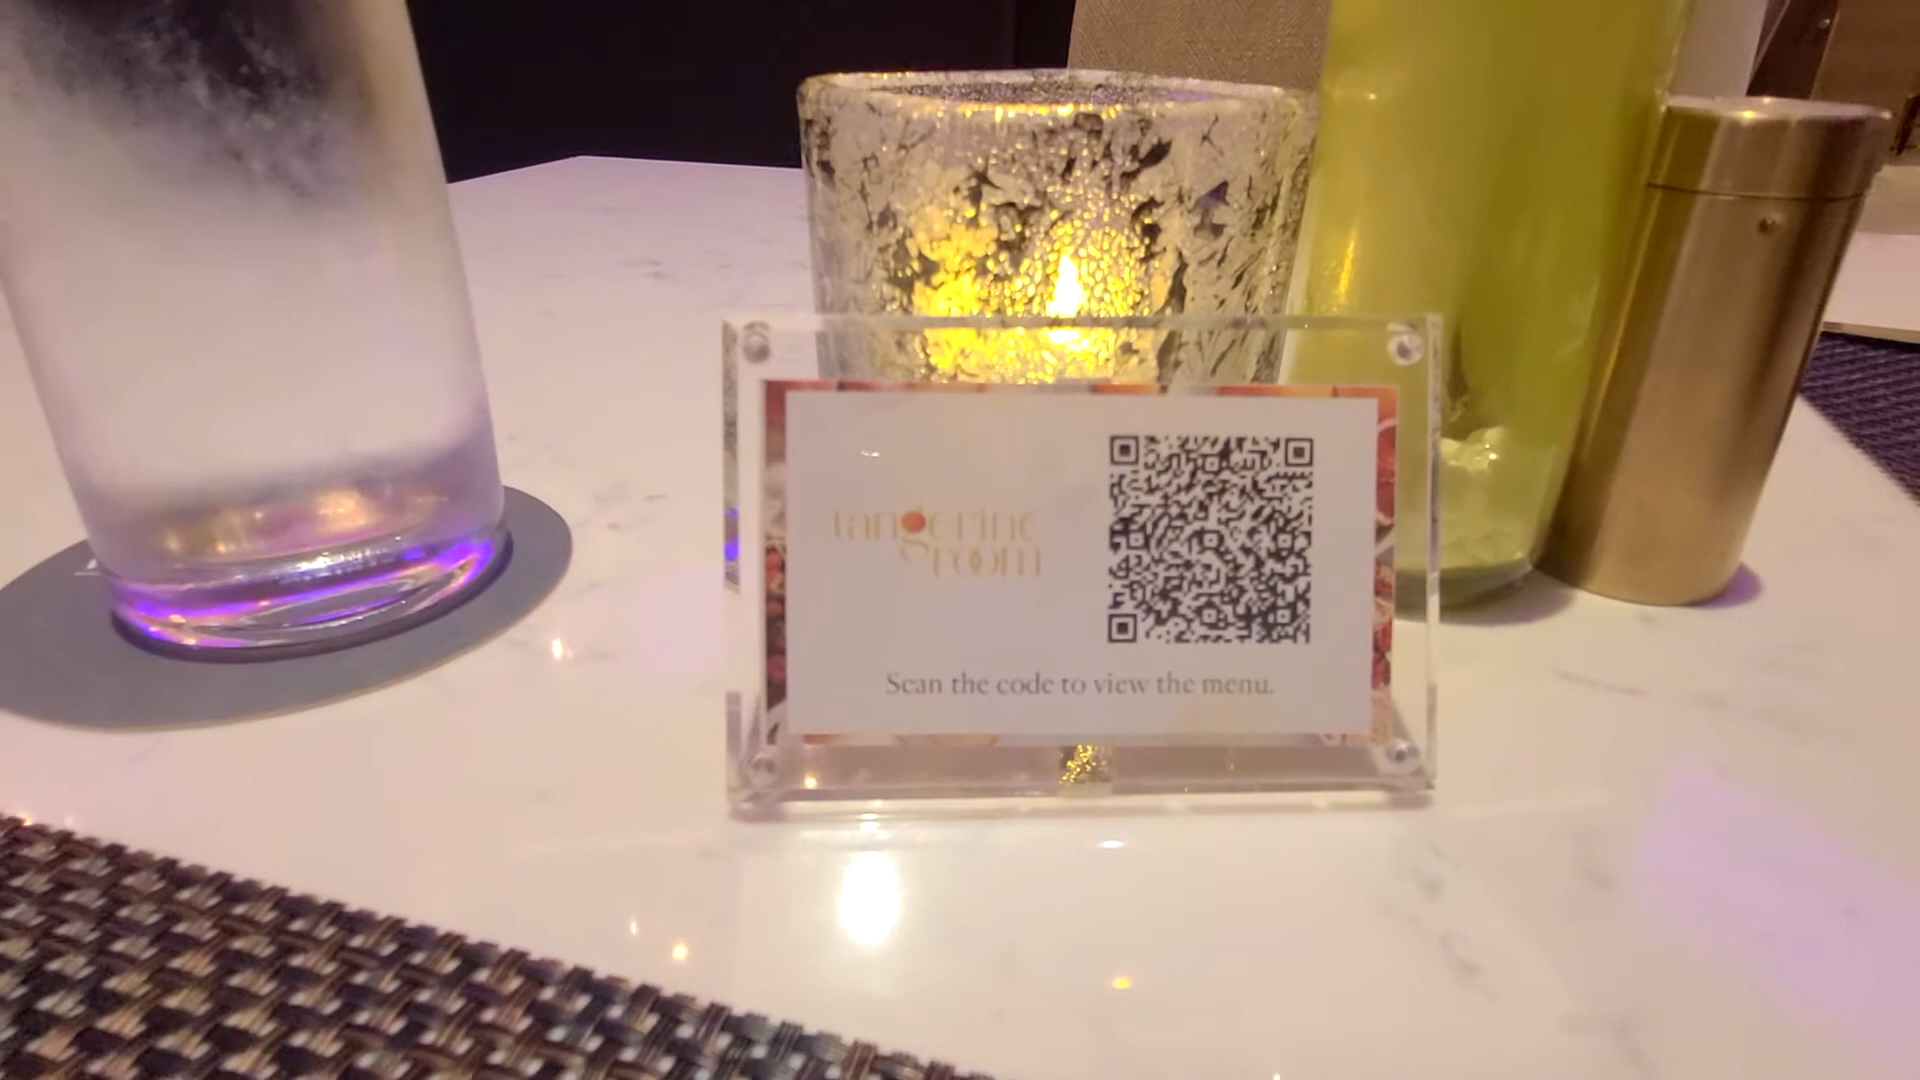 tangerine
room
Scan the code to view the menu.